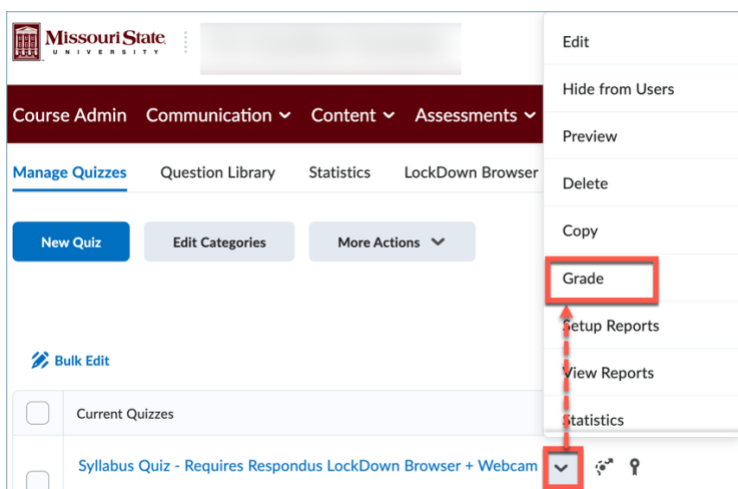 Missouri State
UNIVERSITY
Course Admin Communication Content Assessments
Manage Quizzes Question Library Statistics LockDown Browser
New Quiz Edit Categories More Actions
Bulk Edit
Current Quizzes
Syllabus Quiz - Requires Respondus LockDown Browser + Webcam
Edit
Hide from Users
Preview
Delete
Copy
Grade
Setup Reports
View Reports
Statistics